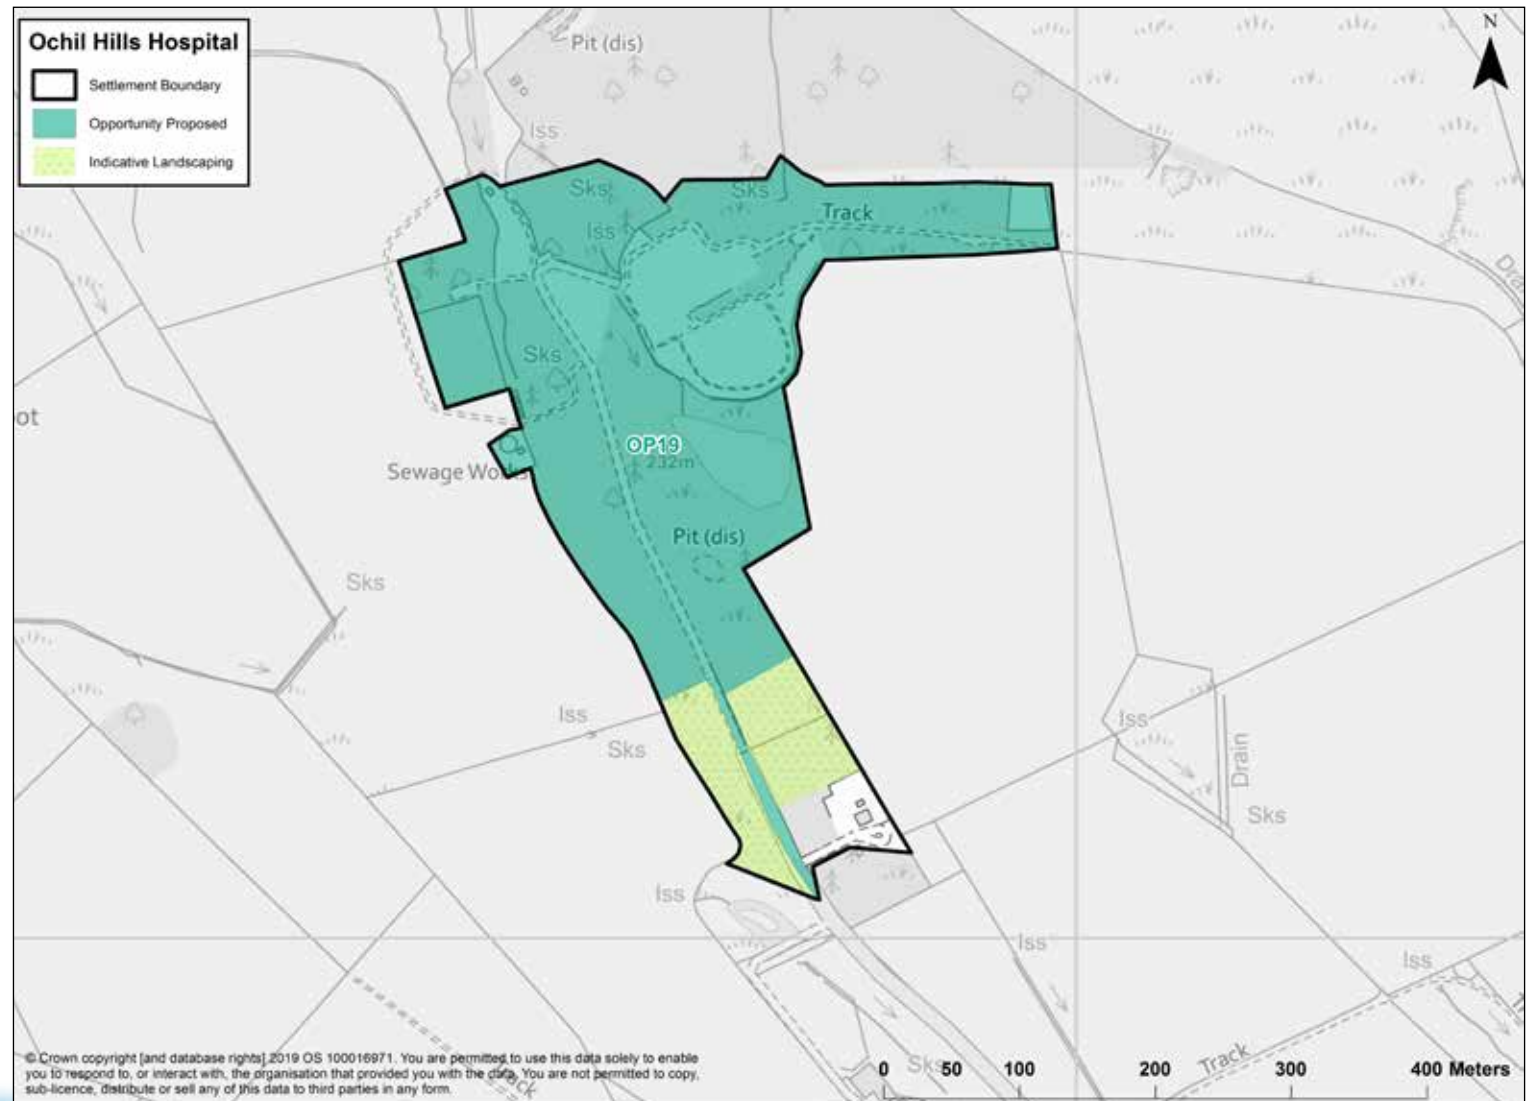 Ochil Hills Hospital
Settlement Boundary
Opportunity Proposed
Indicative Landscaping
N
Pit (dis)
Iss
Sks
Sks
Track
Iss
Sks
ot
OP19
232m
Sewage Works
Pit (dis)
Sks
Iss
Sks
Iss
Drain
Sks
Iss
Iss
Iss
Track
Sks
Track
0 50 100 200 300 400 Meters
© Crown copyright [and database rights] 2019 OS 100016971. You are permitted to use this data solely to enable
you to respond to, or interact with, the organisation that provided you with the data. You are not permitted to copy,
sub-licence, distribute or sell any of this data to third parties in any form.